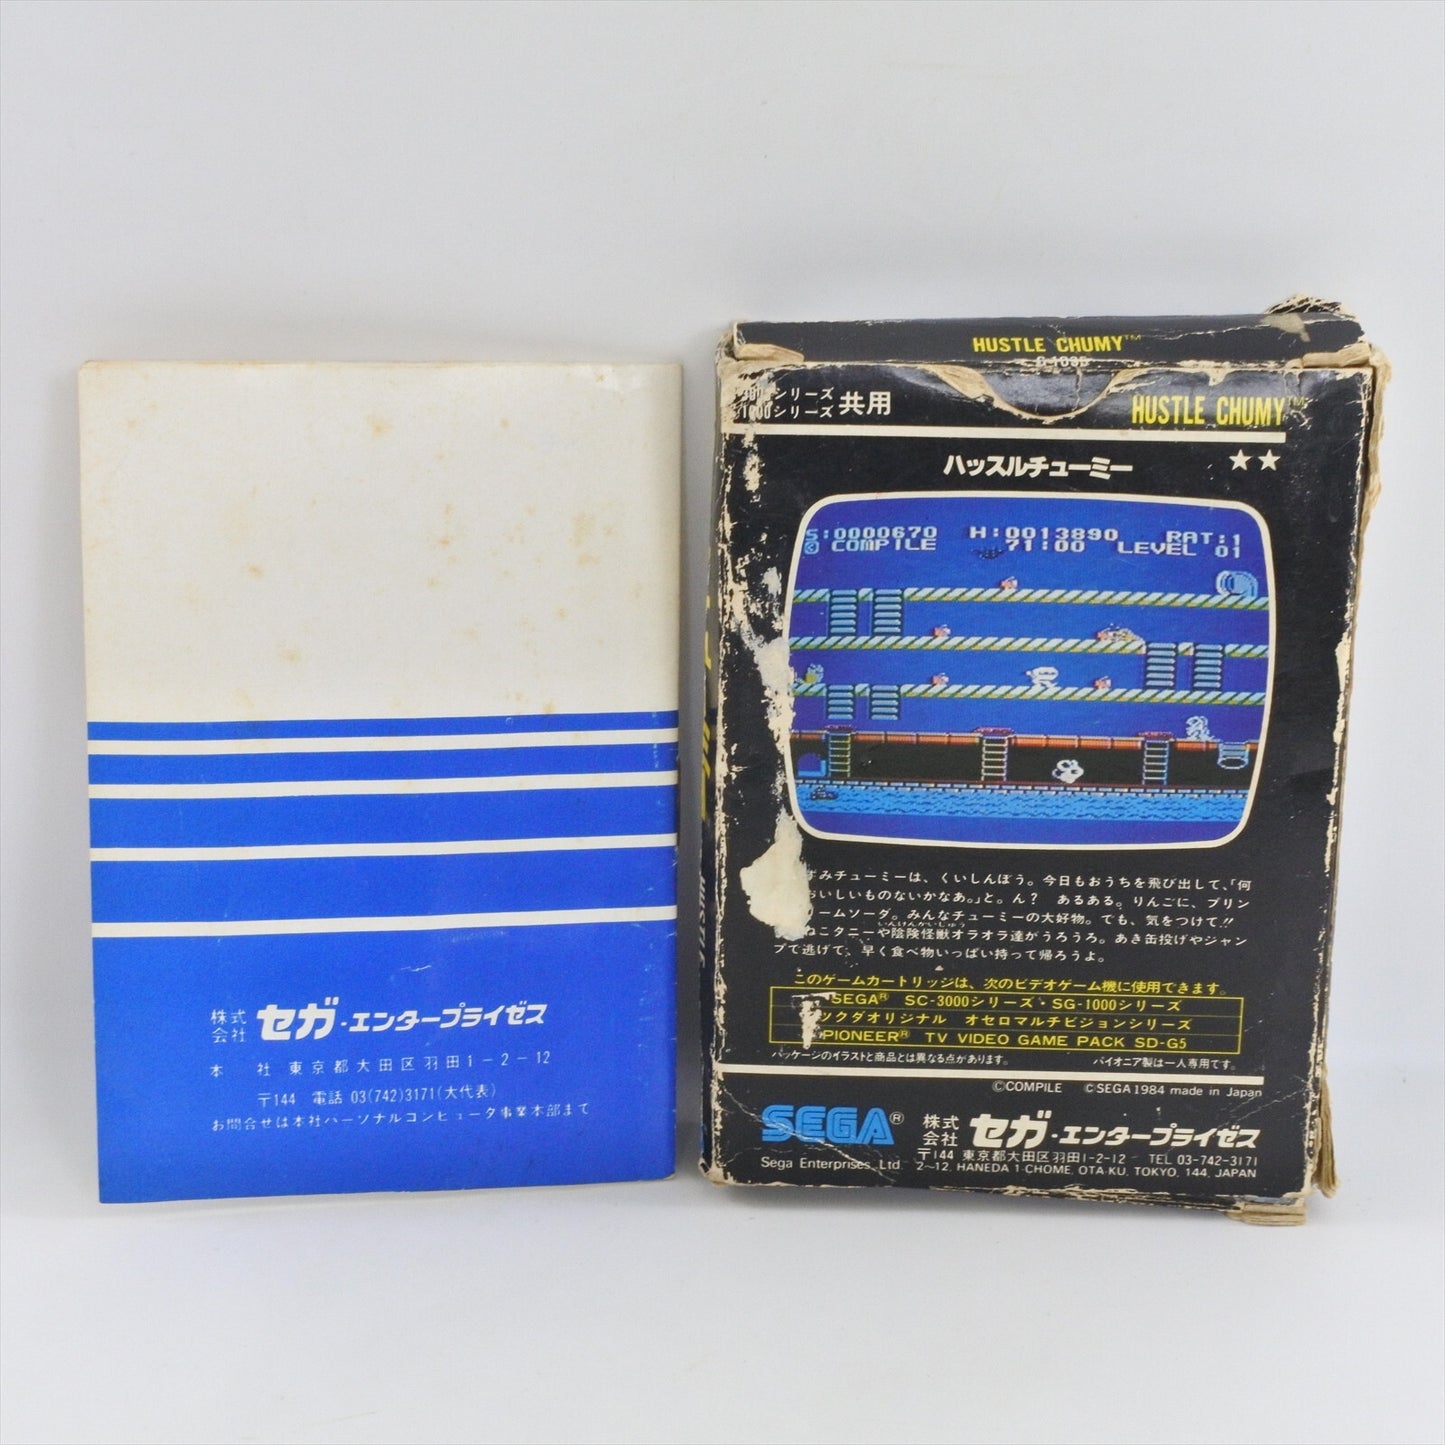 株式会社 セガ・エンタープライゼス
本 社 東京都大田区羽田1-2-12
〒144 電話 03(742)3171(大代表)
お問合せは本社パーソナルコンピュータ事業本部まで
HUSTLE CHUMY™
シリーズ
1000シリーズ 共用
HUSTLE CHUMY™
ハッスルチューミー
★★
S:0000670 H:0013890 RAT:1
© COMPILE 71:00 LEVEL 01
ずみチューミーは、くいしんぼう。今日もおうちを飛び出して、「何
おいしいものないかなあ。」と。ん? あるある。りんごに、プリン
ームソーダ。みんなチューミーの大好物。でも、気をつけて!!
ねこタニーや陰険怪獣オラオラ達がうろうろ。あき缶投げやジャン
プで逃げて、早く食べ物いっぱい持って帰ろうよ。
このゲームカートリッジは、次のビデオゲーム機に使用できます。
SEGA® SC-3000シリーズ・SG-1000シリーズ
ツクダオリジナル オセロマルチビジョンシリーズ
PIONEER® TV VIDEO GAME PACK SD-G5
パッケージのイラストと商品とは異なる点があります。 パイオニア製は一人専用です。
©COMPILE ©SEGA 1984 made in Japan
SEGA®
Sega Enterprises, Ltd.
株式会社 セガ・エンタープライゼス
〒144 東京都大田区羽田1-2-12 TEL 03-742-3171
2-12, HANEDA 1-CHOME, OTA-KU, TOKYO, 144, JAPAN